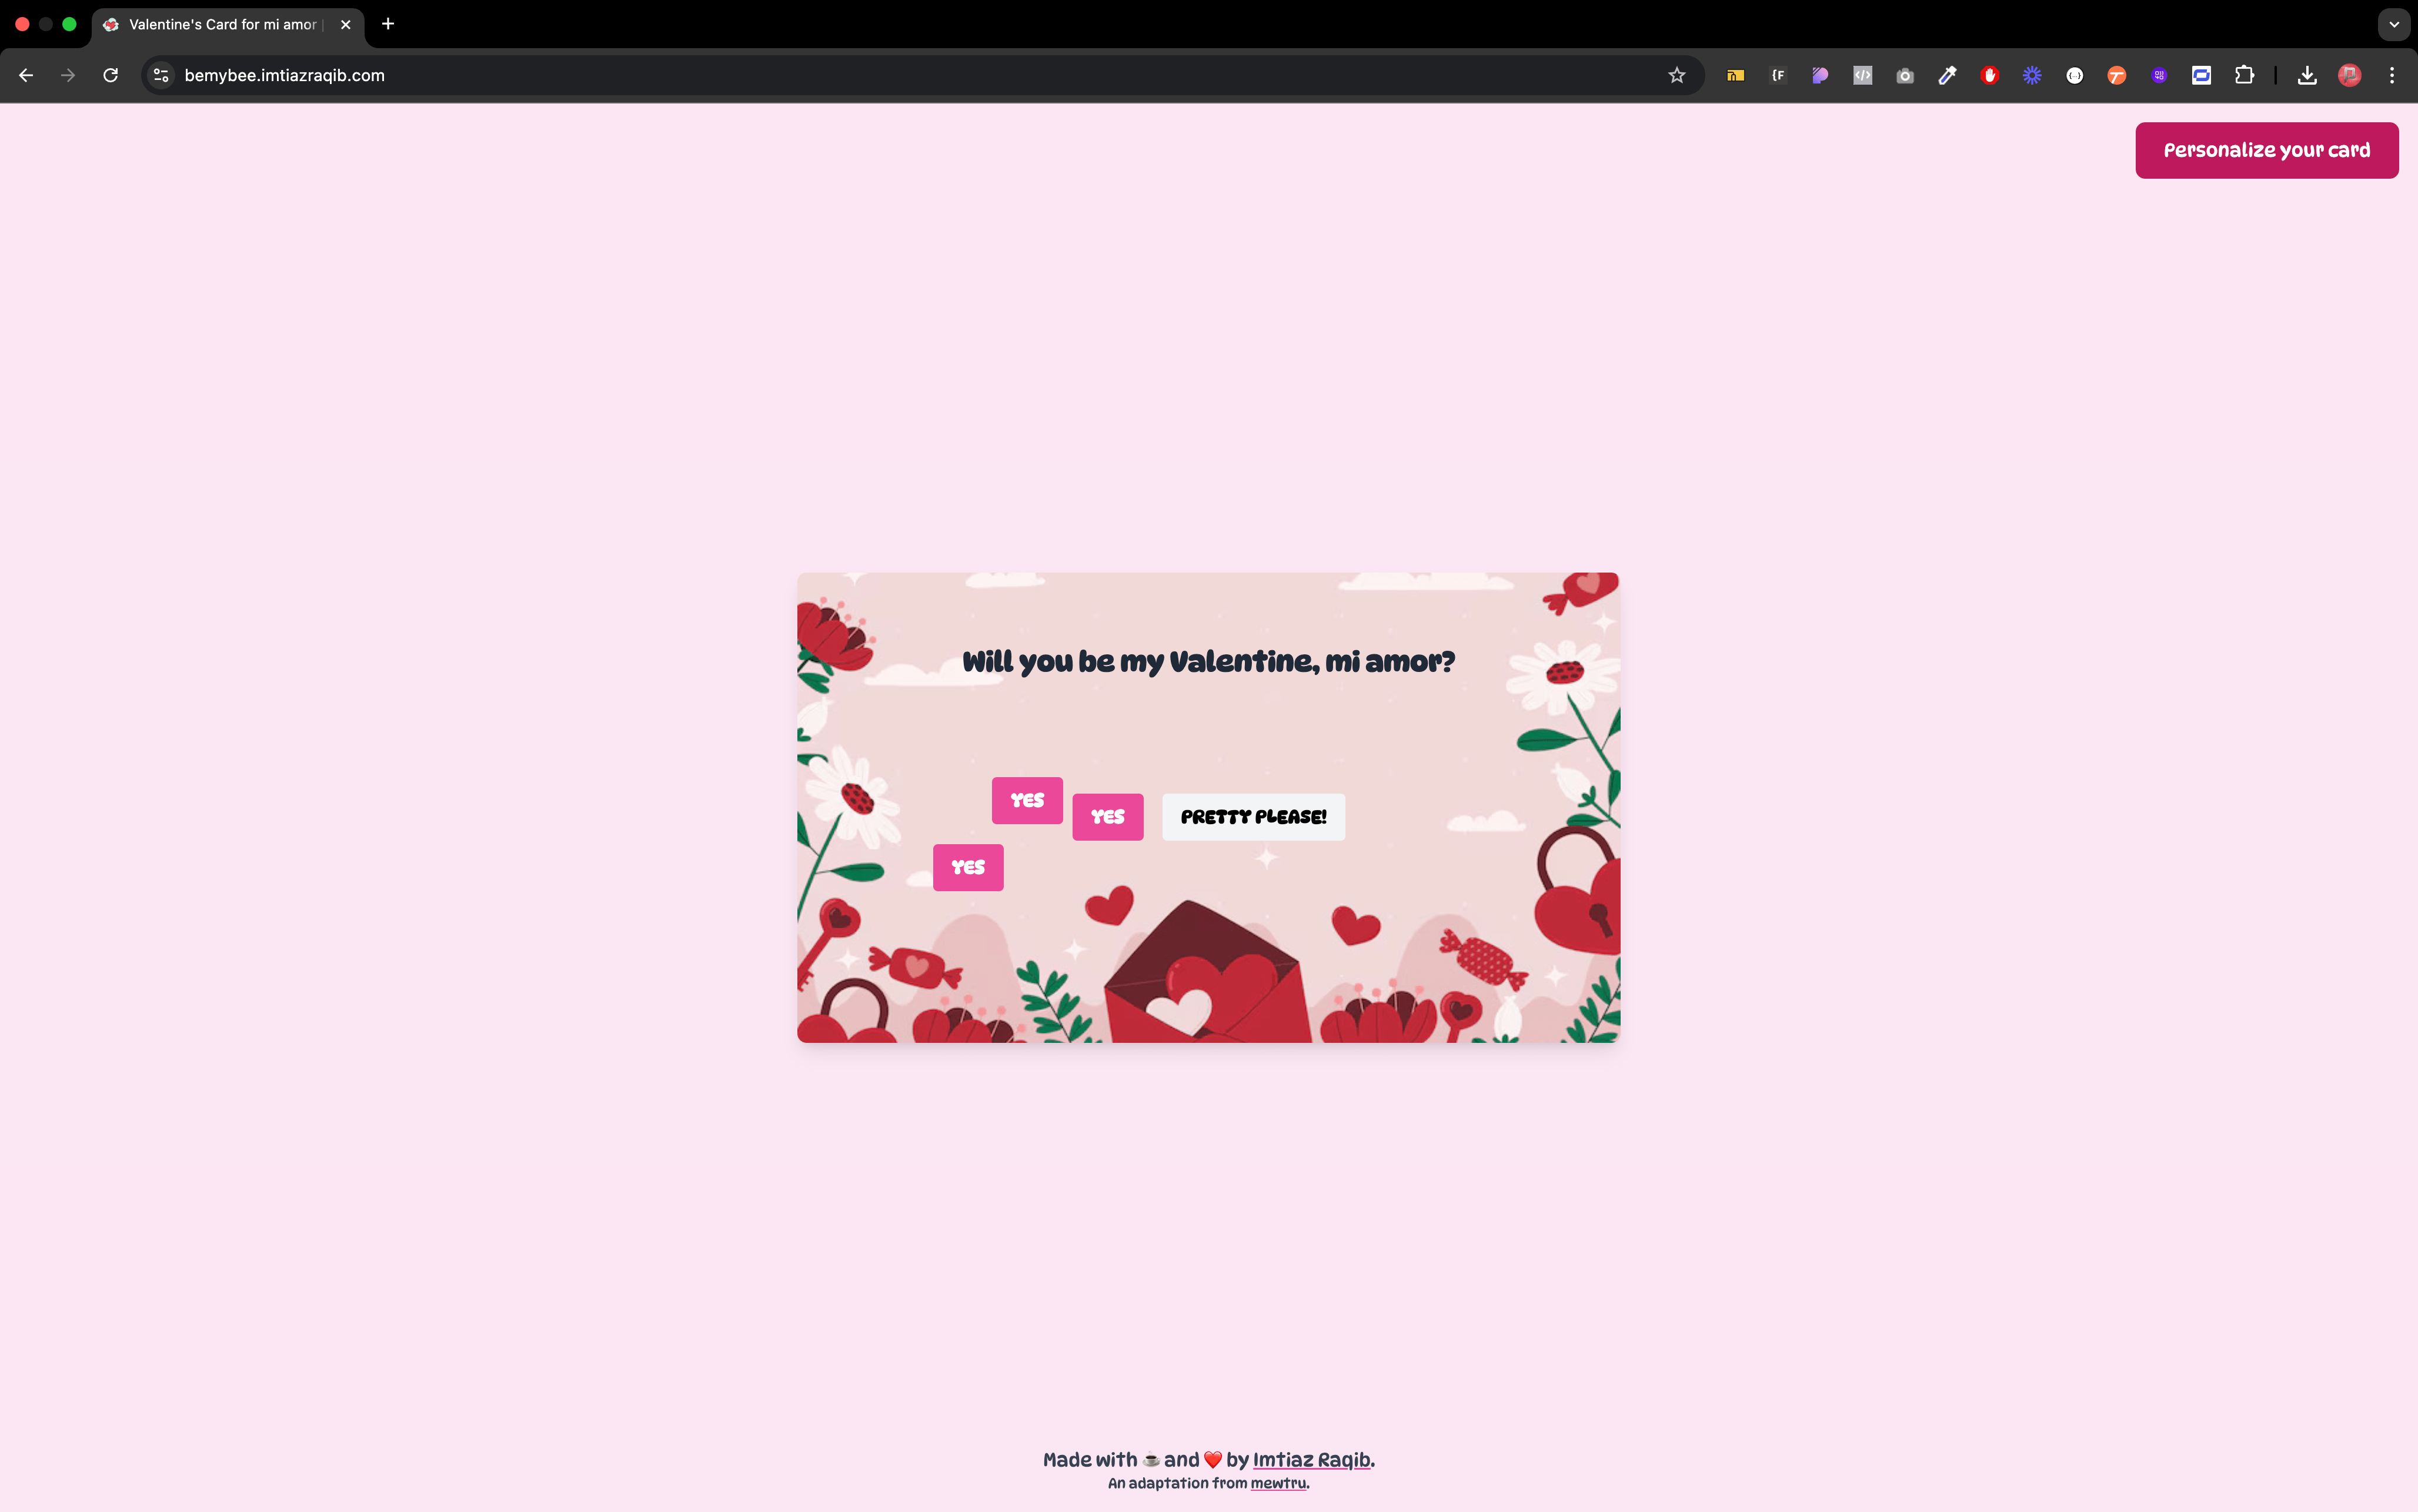 Valentine's Card for mi amor |
bemybee.imtiazraqib.com
Personalize your card
Will you be my Valentine, mi amor?
YES
YES
PRETTY PLEASE!
YES
Made with ☕ and ❤️ by Imtiaz Raqib.
An adaptation from mewtru.